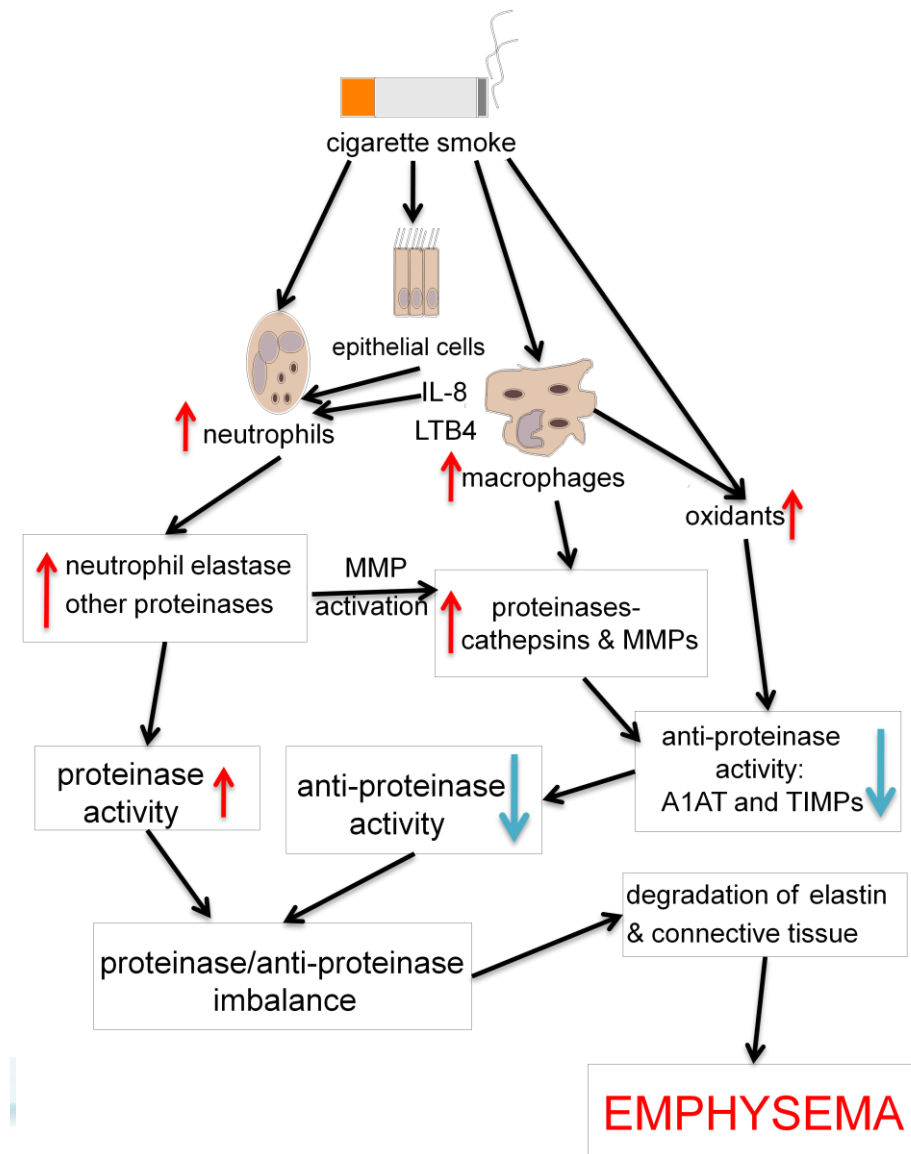 cigarette smoke
epithelial cells
IL-8
LTB4
neutrophils
macrophages
oxidants
neutrophil elastase
other proteinases
MMP
activation
proteinases-
cathepsins & MMPs
proteinase
activity
anti-proteinase
activity
anti-proteinase
activity:
A1AT and TIMPs
degradation of elastin
& connective tissue
proteinase/anti-proteinase
imbalance
EMPHYSEMA